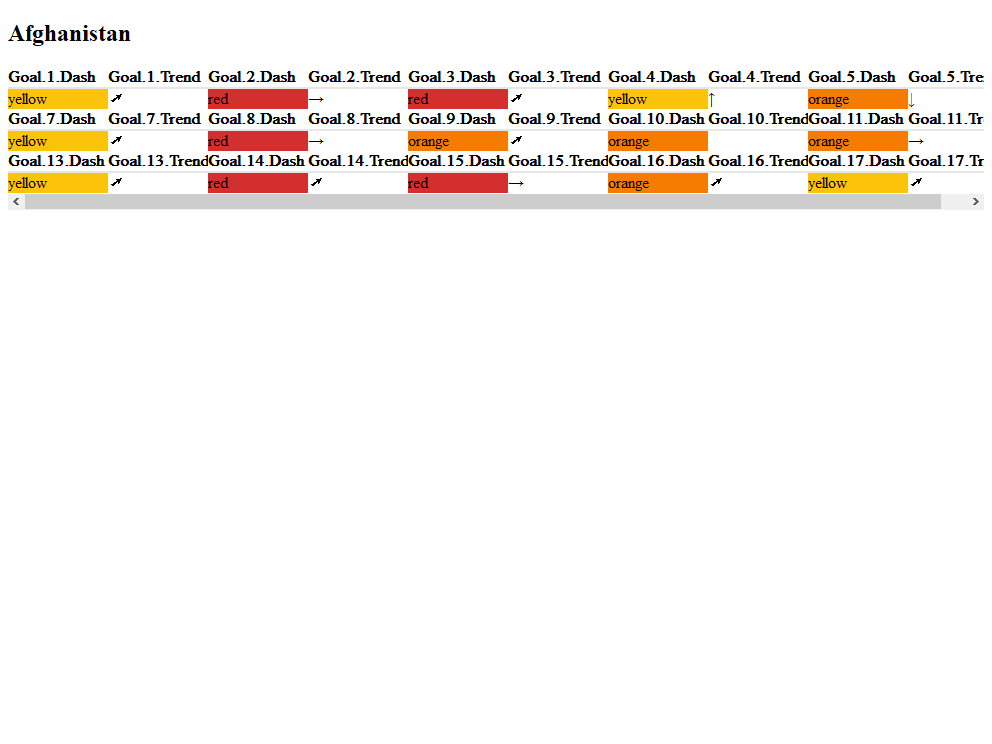 Afghanistan
Goal.1.Dash Goal.1.Trend Goal.2.Dash Goal.2.Trend Goal.3.Dash Goal.3.Trend Goal.4.Dash Goal.4.Trend Goal.5.Dash Goal.5.Tre
yellow ➚ red → red ➚ yellow ↑ orange ↓
Goal.7.Dash Goal.7.Trend Goal.8.Dash Goal.8.Trend Goal.9.Dash Goal.9.Trend Goal.10.Dash Goal.10.Trend Goal.11.Dash Goal.11.Tr
yellow ➚ red → orange ➚ orange orange →
Goal.13.Dash Goal.13.Trend Goal.14.Dash Goal.14.Trend Goal.15.Dash Goal.15.Trend Goal.16.Dash Goal.16.Trend Goal.17.Dash Goal.17.Tr
yellow ➚ red ➚ red → orange ➚ yellow ➚